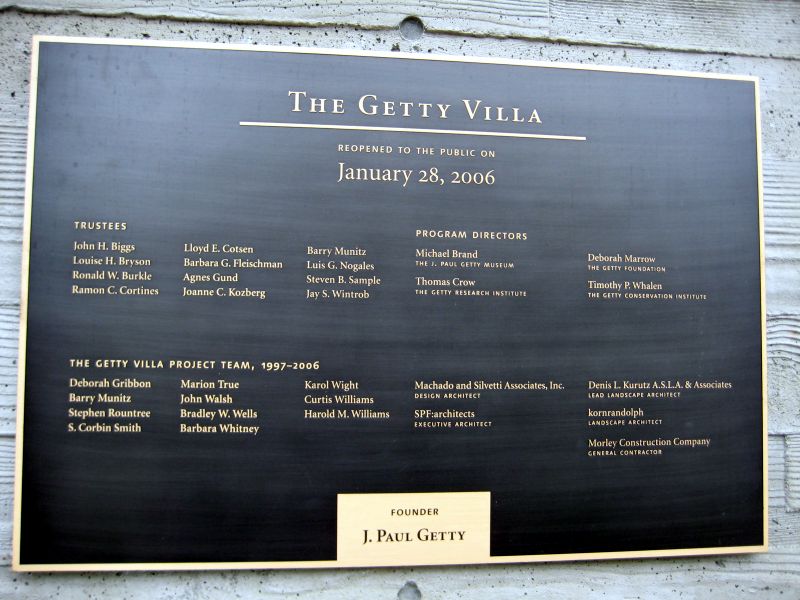 THE GETTY VILLA
REOPENED TO THE PUBLIC ON
January 28, 2006
TRUSTEES
John H. Biggs
Louise H. Bryson
Ronald W. Burkle
Ramon C. Cortines
Lloyd E. Cotsen
Barbara G. Fleischman
Agnes Gund
Joanne C. Kozberg
Barry Munitz
Luis G. Nogales
Steven B. Sample
Jay S. Wintrob
PROGRAM DIRECTORS
Michael Brand
THE J. PAUL GETTY MUSEUM
Thomas Crow
THE GETTY RESEARCH INSTITUTE
Deborah Marrow
THE GETTY FOUNDATION
Timothy P. Whalen
THE GETTY CONSERVATION INSTITUTE
THE GETTY VILLA PROJECT TEAM, 1997–2006
Deborah Gribbon
Barry Munitz
Stephen Rountree
S. Corbin Smith
Marion True
John Walsh
Bradley W. Wells
Barbara Whitney
Karol Wight
Curtis Williams
Harold M. Williams
Machado and Silvetti Associates, Inc.
DESIGN ARCHITECT
SPF:architects
EXECUTIVE ARCHITECT
Denis L. Kurutz A.S.L.A. & Associates
LEAD LANDSCAPE ARCHITECT
kornrandolph
LANDSCAPE ARCHITECT
Morley Construction Company
GENERAL CONTRACTOR
FOUNDER
J. PAUL GETTY